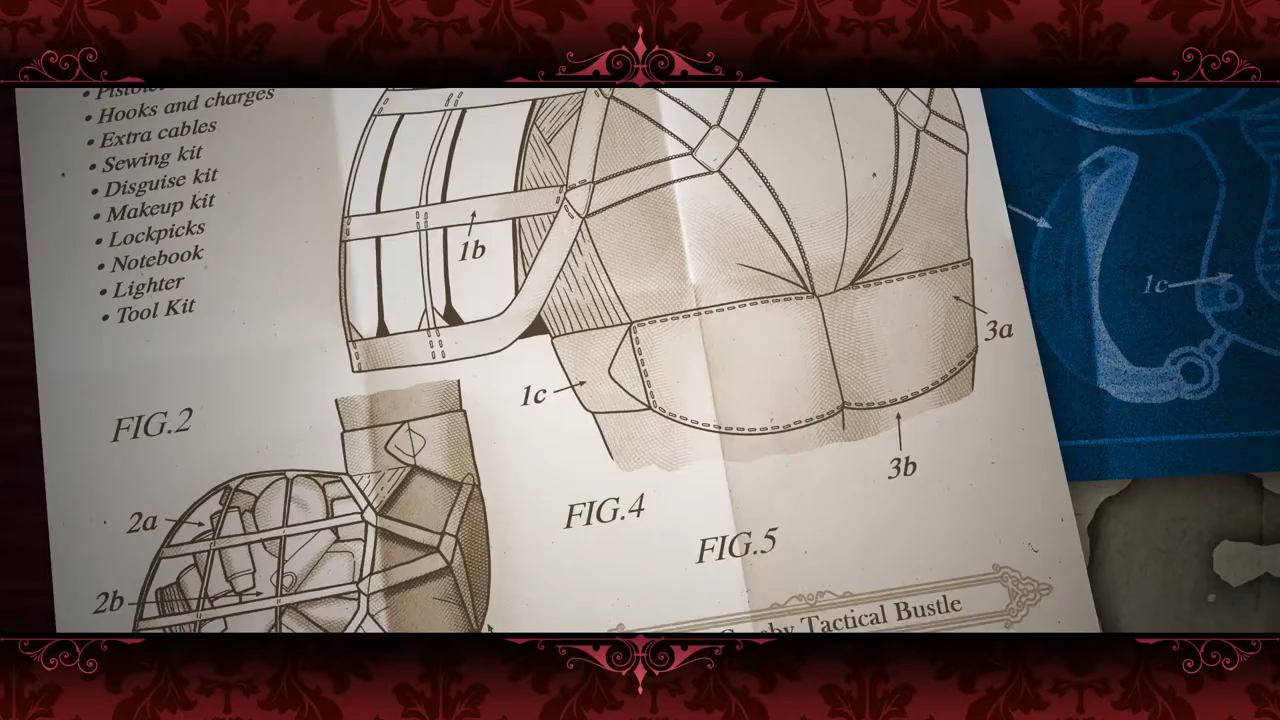 • Hooks and charges
• Extra cables
• Sewing kit
• Disguise kit
• Makeup kit
• Lockpicks
• Notebook
• Lighter
• Tool Kit
1b
1c
1c
3a
3b
FIG.2
2a
2b
FIG.4
FIG.5
Tactical Bustle